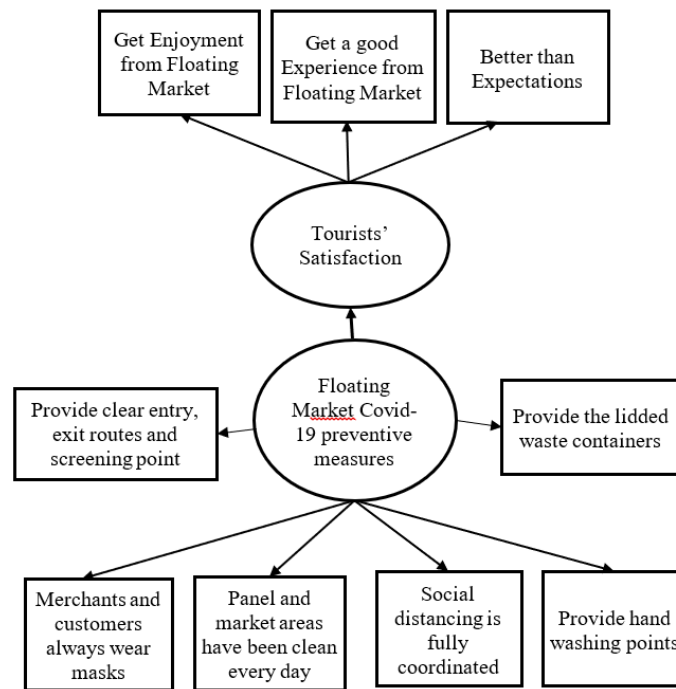 Get Enjoyment
from Floating
Market
Get a good
Experience from
Floating Market
Better than
Expectations
Tourists’
Satisfaction
Floating
Market Covid-
19 preventive
measures
Provide clear entry,
exit routes and
screening point
Provide the lidded
waste containers
Merchants and
customers
always wear
masks
Panel and
market areas
have been clean
every day
Social
distancing is
fully
coordinated
Provide hand
washing points